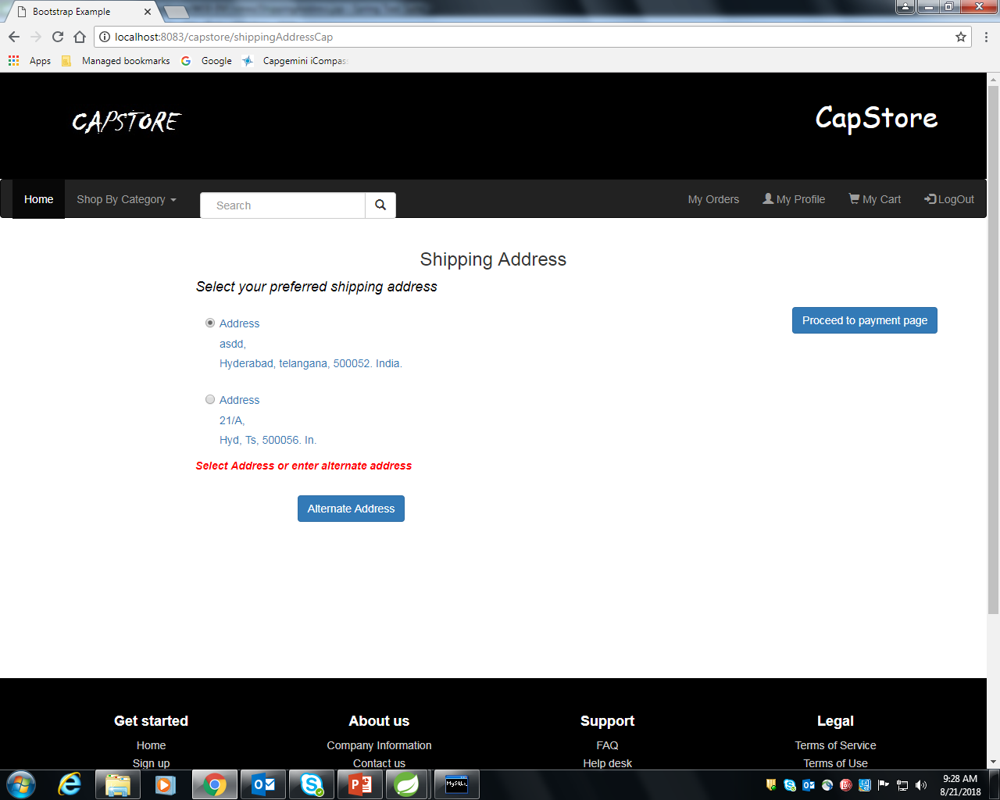 Bootstrap Example
localhost:8083/capstore/shippingAddressCap
Apps Managed bookmarks Google Capgemini iCompas
CAPSTORE
CapStore
Home Shop By Category Search My Orders My Profile My Cart LogOut
Shipping Address
Select your preferred shipping address
Address
asdd,
Hyderabad, telangana, 500052. India.
Proceed to payment page
Address
21/A,
Hyd, Ts, 500056. In.
Select Address or enter alternate address
Alternate Address
Get started About us Support Legal
Home Company Information FAQ Terms of Service
Sign up Contact us Help desk Terms of Use
9:28 AM
8/21/2018